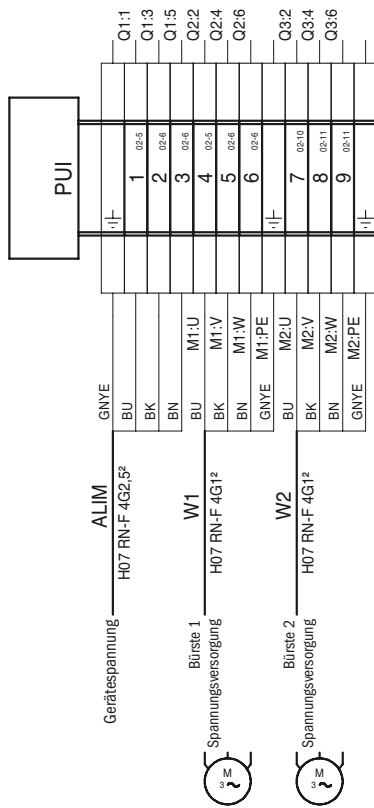 PUI
GNYE
BU 1 02-5 Q1:1
BK 2 02-6 Q1:3
BN 3 02-6 Q1:5
BU M1:U 4 02-5 Q2:2
BK M1:V 5 02-6 Q2:4
BN M1:W 6 02-6 Q2:6
GNYE M1:PE
BU M2:U 7 02-10 Q3:2
BK M2:V 8 02-11 Q3:4
BN M2:W 9 02-11 Q3:6
GNYE M2:PE
ALIM
H07 RN-F 4G2,5²
Gerätespannung
W1
H07 RN-F 4G1²
Bürste 1
Spannungsversorgung
M
3 ~
W2
H07 RN-F 4G1²
Bürste 2
Spannungsversorgung
M
3 ~